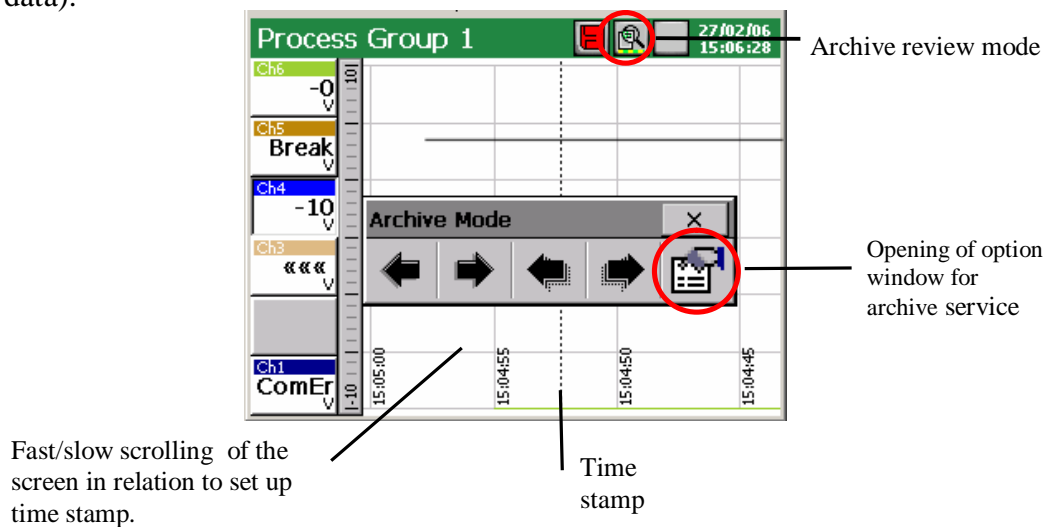 data).
Process Group 1
27/02/06
15:06:28
Archive review mode
Ch6
-0
V
Ch5
Break
V
Ch4
-10
V
Ch3
«««
V
Ch1
ComEr
V
10
-10
Archive Mode
×
Opening of option
window for
archive service
15:05:00
15:04:55
15:04:50
15:04:45
Fast/slow scrolling of the
screen in relation to set up
time stamp.
Time
stamp